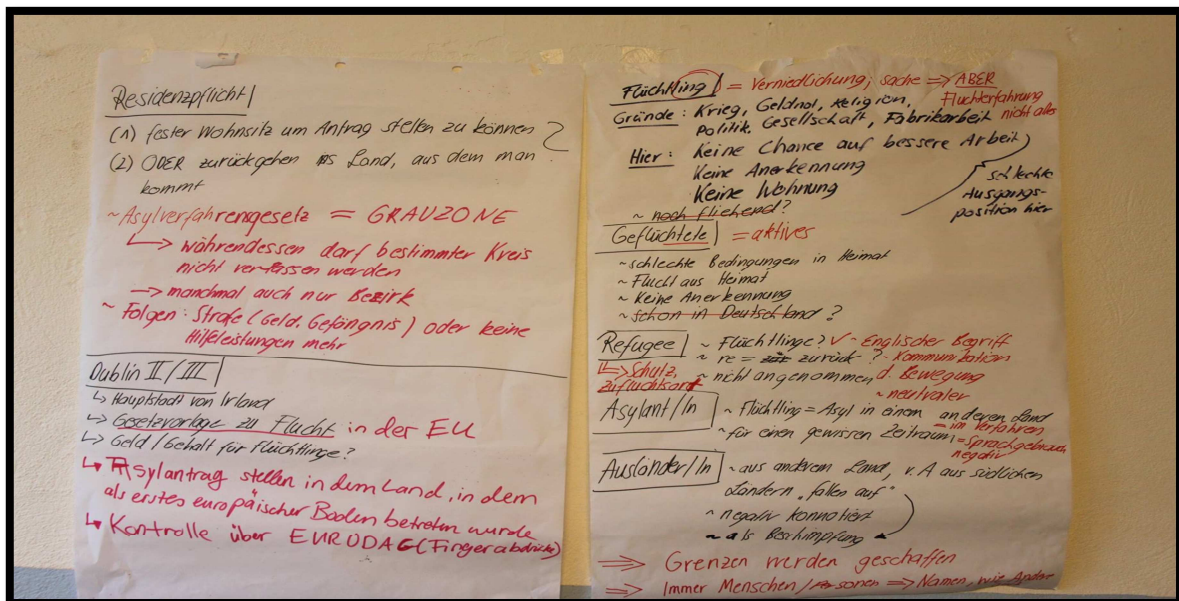 Residenzpflicht
(1) fester Wohnsitz um Antrag stellen zu können
(2) ODER zurückgehen ins Land, aus dem man
kommt ?
~ Asylverfahrengesetz = GRAUZONE
↳ währendessen darf bestimmter Kreis
nicht verlassen werden
→ manchmal auch nur Bezirk
~ Folgen: Strafe (Geld, Gefängnis) oder keine
Hilfeleistungen mehr
Dublin II / III
↳ Hauptstadt von Irland
↳ Gesetzvorlage zu Flucht in der EU
↳ Geld / Gehalt für Flüchtlinge?
↳ Asylantrag stellen in dem Land, in dem
als erstes europäischer Boden betreten wurde
↳ Kontrolle über EURODAC (Fingerabdrücke)
Flüchtling = Verniedlichung; sache ⇒ ABER
Fluchterfahrung
nicht alles
Gründe: Krieg, Geldnot, Religion,
Politik, Gesellschaft, Fabrikarbeit
Hier: Keine Chance auf bessere Arbeit
Keine Anerkennung
Keine Wohnung
schlechte
Ausgangs-
position hier
~ noch fliehend?
Geflüchtete = aktives
~ schlechte Bedingungen in Heimat
~ Flucht aus Heimat
~ Keine Anerkennung
~ schon in Deutschland?
Refugee ~ Flüchtlinge? ✓ - Englischer Begriff
~ re = zurück ? - Kommunikation
↳ Schutz, ~ nicht angenommen d. Bewegung
zufluchtsort ~ neutraler
Asylant/In ~ Flüchtling = Asyl in einem anderen Land
= im Verfahren
~ für einen gewissen Zeitraum = Sprachgebrauch
negativ
Ausländer/In ~ aus anderem Land, v. A aus südlichen
Ländern „fallen auf“
~ negativ konnotiert
~ als Beschimpfung
⇒ Grenzen werden geschaffen
⇒ Immer Menschen / Personen ⇒ Namen, wie Andere